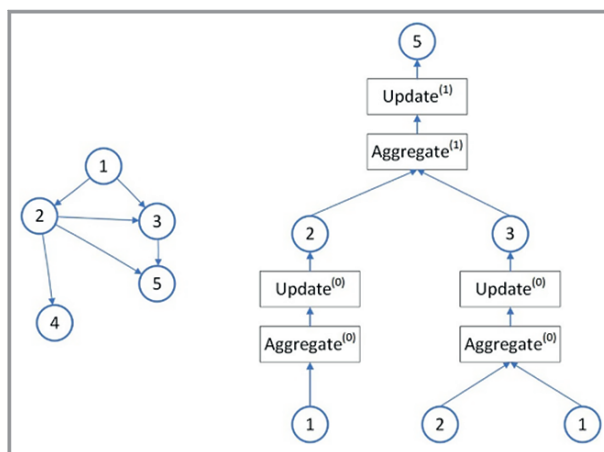 1
2
3
5
4
5
Update(1)
Aggregate(1)
2
3
Update(0)
Update(0)
Aggregate(0)
Aggregate(0)
1
2
1